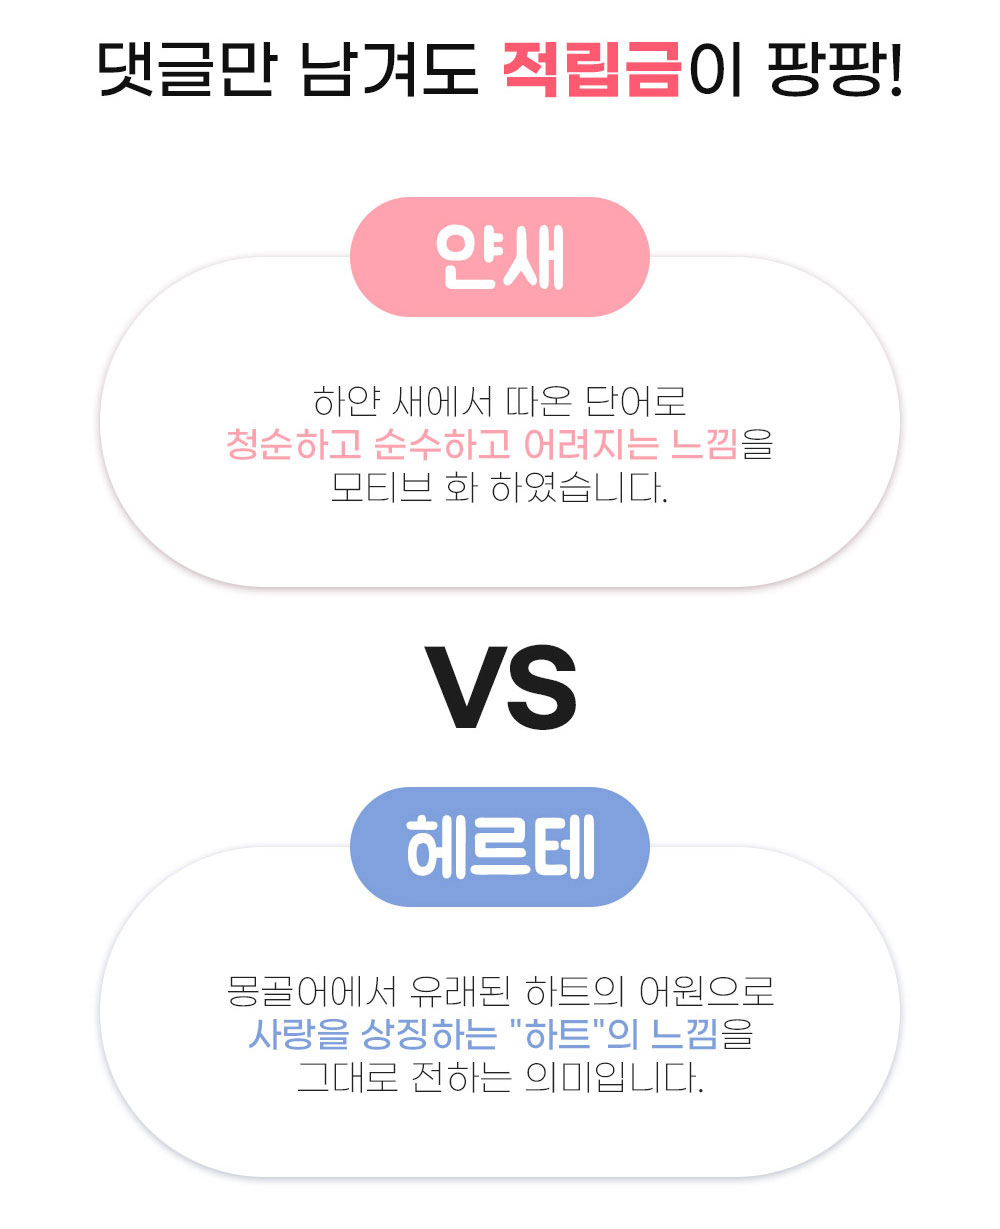 댓글만 남겨도 적립금이 팡팡!
얀새
하얀 새에서 따온 단어로
청순하고 순수하고 어려지는 느낌을
모티브 화 하였습니다.
VS
헤르테
몽골어에서 유래된 하트의 어원으로
사랑을 상징하는 "하트"의 느낌을
그대로 전하는 의미입니다.